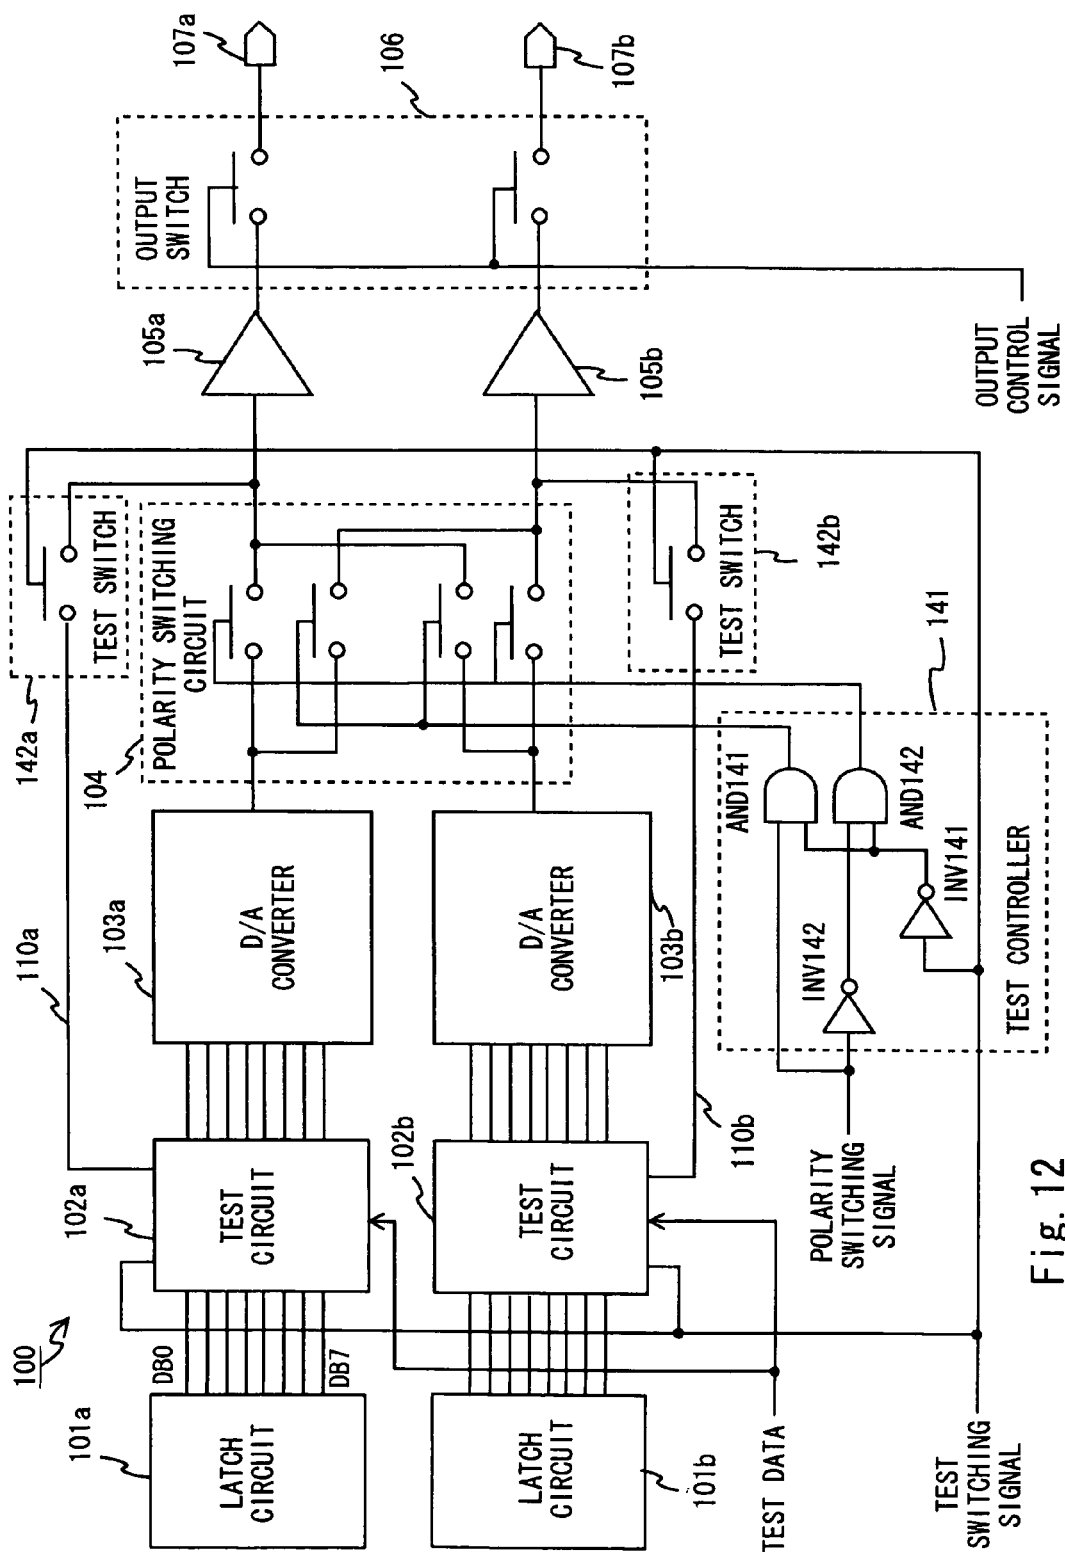 100
101a
LATCH
CIRCUIT
DB0
DB7
102a
TEST
CIRCUIT
110a
103a
D/A
CONVERTER
142a
TEST SWITCH
104
POLARITY SWITCHING
CIRCUIT
105a
OUTPUT
SWITCH
106
107a
107b
LATCH
CIRCUIT
101b
102b
TEST
CIRCUIT
D/A
CONVERTER
103b
110b
TEST SWITCH
142b
105b
141
AND141
AND142
INV142
INV141
TEST CONTROLLER
TEST DATA
POLARITY
SWITCHING
SIGNAL
TEST
SWITCHING
SIGNAL
OUTPUT
CONTROL
SIGNAL
Fig. 12